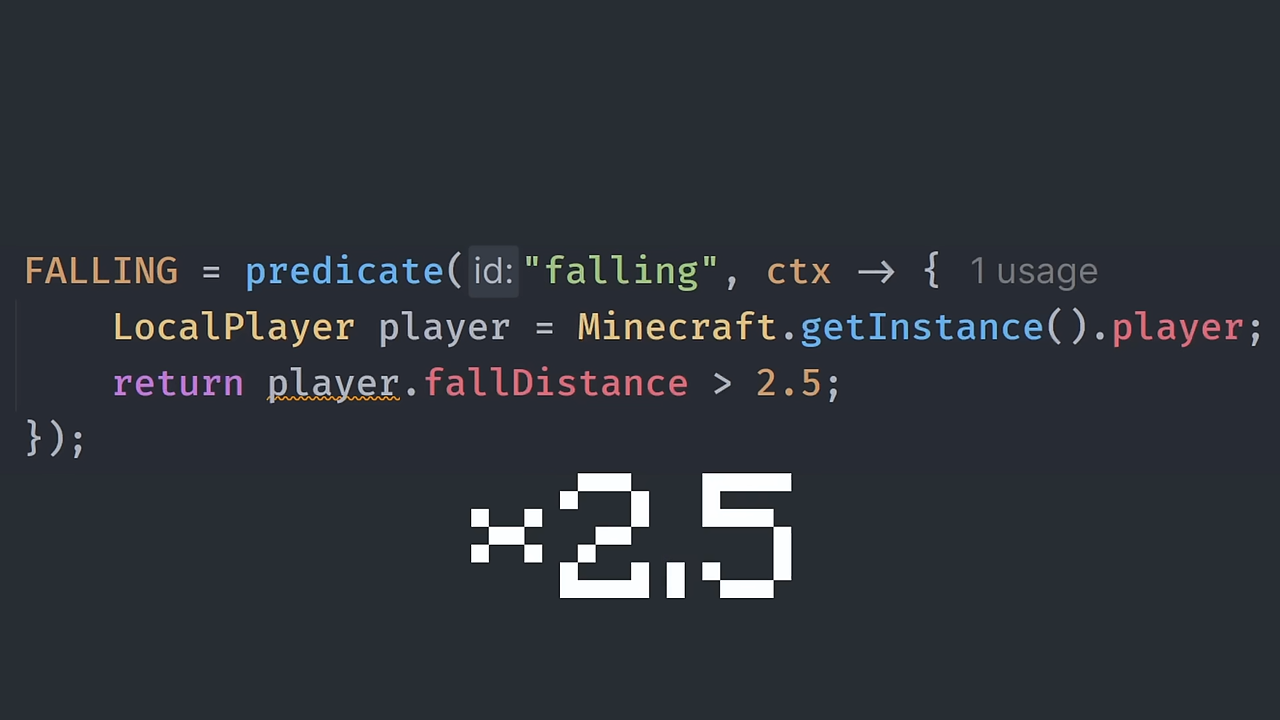 FALLING = predicate( id: "falling", ctx → { 1 usage
LocalPlayer player = Minecraft.getInstance().player;
return player.fallDistance > 2.5;
});
×2,5